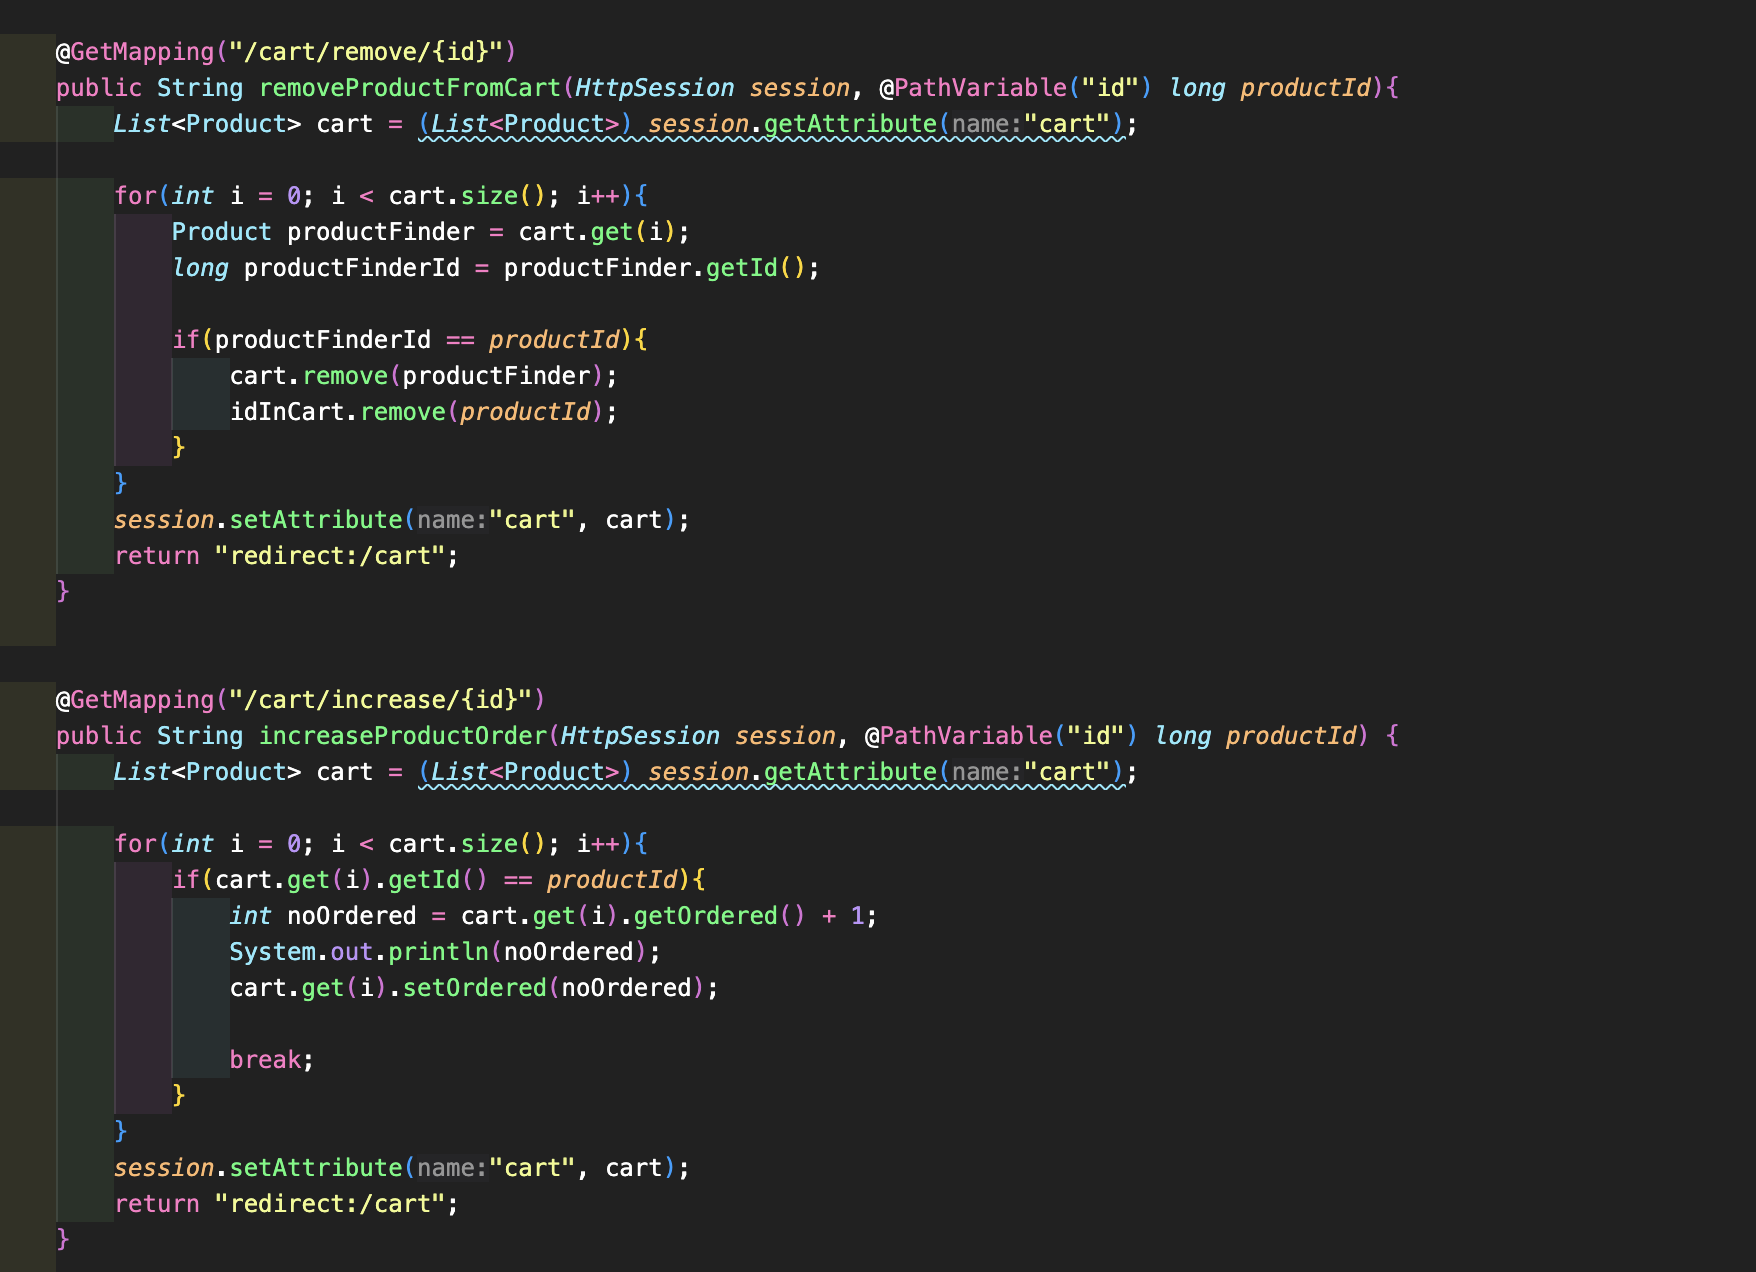 @GetMapping("/cart/remove/{id}")
public String removeProductFromCart(HttpSession session, @PathVariable("id") long productId){
    List<Product> cart = (List<Product>) session.getAttribute(name:"cart");

    for(int i = 0; i < cart.size(); i++){
        Product productFinder = cart.get(i);
        long productFinderId = productFinder.getId();

        if(productFinderId == productId){
            cart.remove(productFinder);
            idInCart.remove(productId);
        }
    }
    session.setAttribute(name:"cart", cart);
    return "redirect:/cart";
}

@GetMapping("/cart/increase/{id}")
public String increaseProductOrder(HttpSession session, @PathVariable("id") long productId) {
    List<Product> cart = (List<Product>) session.getAttribute(name:"cart");

    for(int i = 0; i < cart.size(); i++){
        if(cart.get(i).getId() == productId){
            int noOrdered = cart.get(i).getOrdered() + 1;
            System.out.println(noOrdered);
            cart.get(i).setOrdered(noOrdered);

            break;
        }
    }
    session.setAttribute(name:"cart", cart);
    return "redirect:/cart";
}